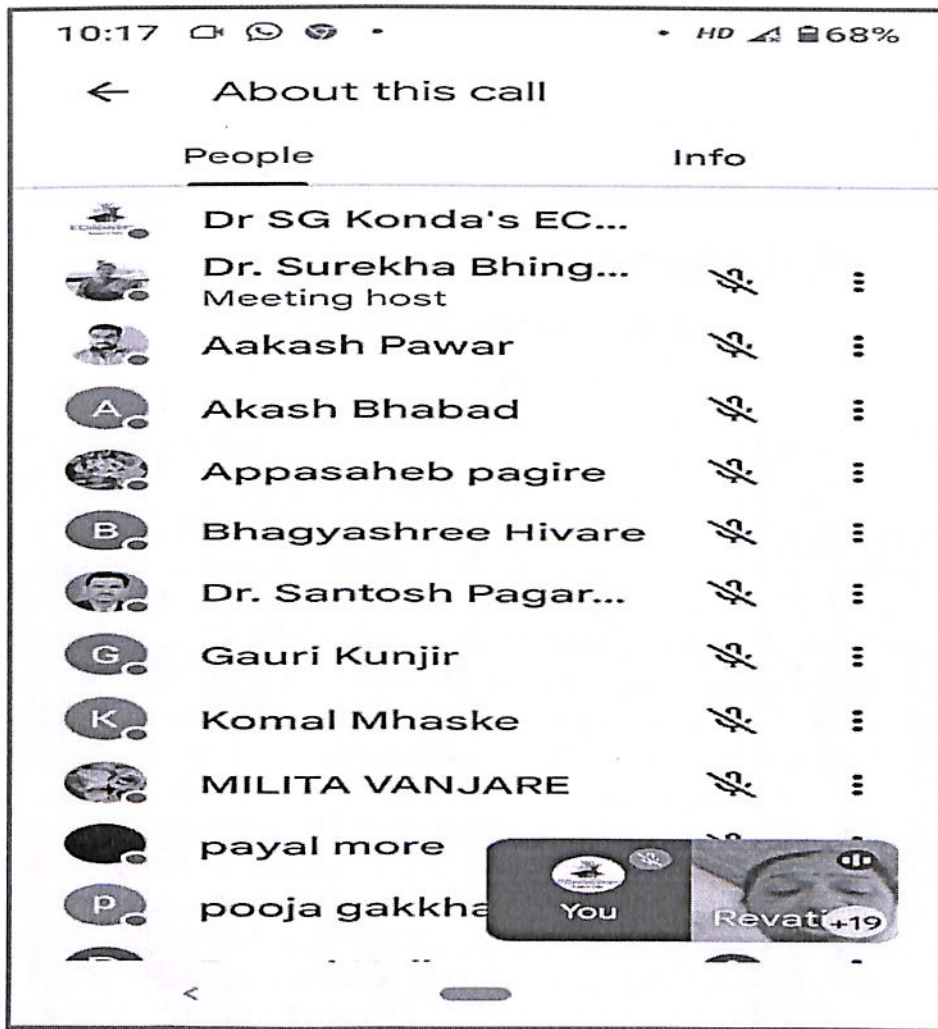 10:17 HD 68%
About this call
People Info
Dr SG Konda's EC...
Dr. Surekha Bhing...
Meeting host
Aakash Pawar
A Akash Bhabad
Appasaheb pagire
B Bhagyashree Hivare
Dr. Santosh Pagar...
G Gauri Kunjir
K Komal Mhaske
MILITA VANJARE
payal more
P pooja gakkha
You Revati +19